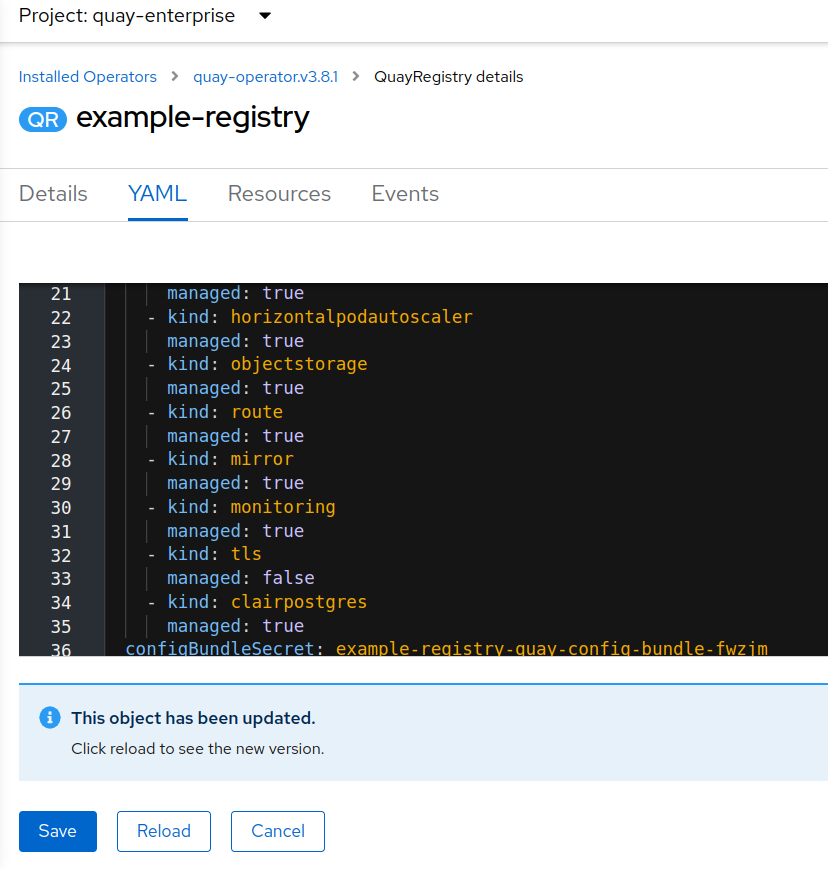 Project: quay-enterprise
Installed Operators > quay-operator.v3.8.1 > QuayRegistry details
QR example-registry
Details YAML Resources Events
21 managed: true
22 - kind: horizontalpodautoscaler
23 managed: true
24 - kind: objectstorage
25 managed: true
26 - kind: route
27 managed: true
28 - kind: mirror
29 managed: true
30 - kind: monitoring
31 managed: true
32 - kind: tls
33 managed: false
34 - kind: clairpostgres
35 managed: true
36 configBundleSecret: example-registry-quay-config-bundle-fwzjm
This object has been updated.
Click reload to see the new version.
Save Reload Cancel